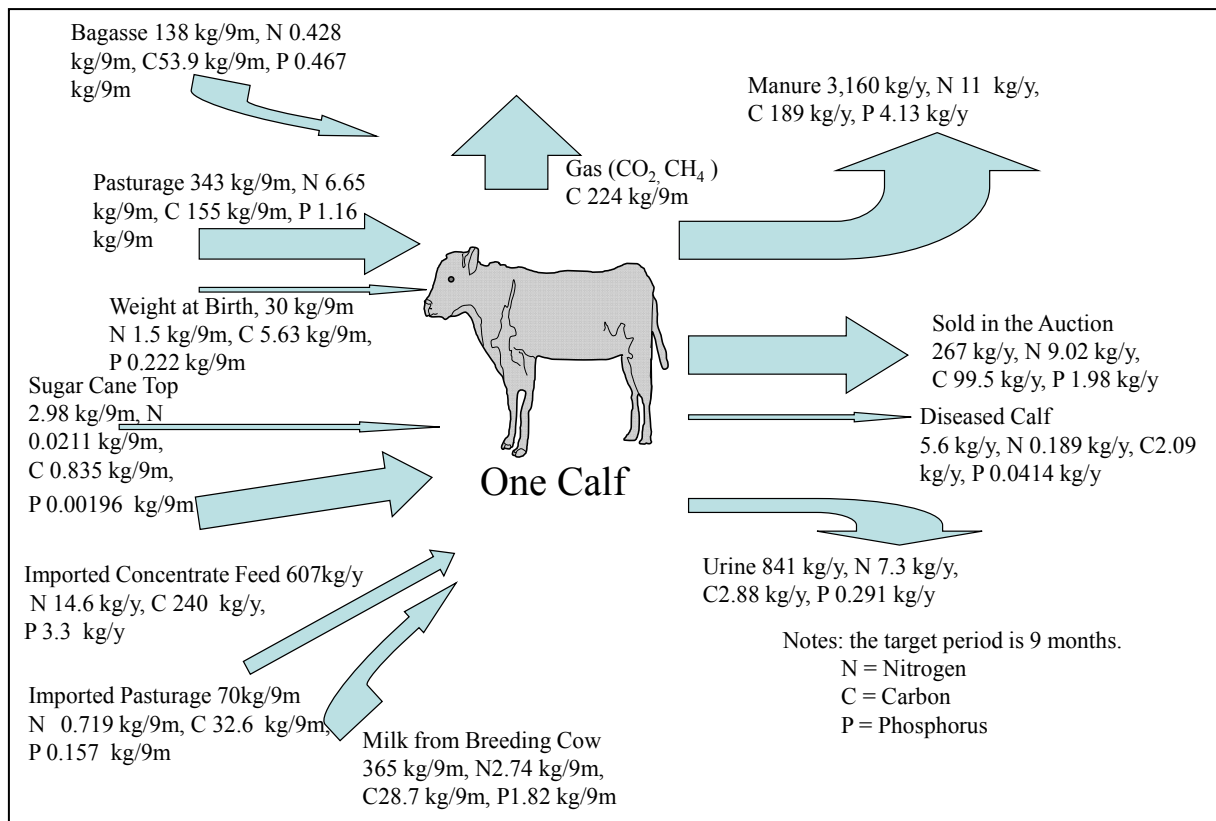 Bagasse 138 kg/9m, N 0.428
kg/9m, C53.9 kg/9m, P 0.467
kg/9m
Pasturage 343 kg/9m, N 6.65
kg/9m, C 155 kg/9m, P 1.16
kg/9m
Weight at Birth, 30 kg/9m
N 1.5 kg/9m, C 5.63 kg/9m,
P 0.222 kg/9m
Sugar Cane Top
2.98 kg/9m, N
0.0211 kg/9m,
C 0.835 kg/9m,
P 0.00196 kg/9m
Imported Concentrate Feed 607kg/y
N 14.6 kg/y, C 240 kg/y,
P 3.3 kg/y
Imported Pasturage 70kg/9m
N 0.719 kg/9m, C 32.6 kg/9m,
P 0.157 kg/9m
Milk from Breeding Cow
365 kg/9m, N2.74 kg/9m,
C28.7 kg/9m, P1.82 kg/9m
Gas (CO₂, CH₄ )
C 224 kg/9m
One Calf
Manure 3,160 kg/y, N 11 kg/y,
C 189 kg/y, P 4.13 kg/y
Sold in the Auction
267 kg/y, N 9.02 kg/y,
C 99.5 kg/y, P 1.98 kg/y
Diseased Calf
5.6 kg/y, N 0.189 kg/y, C2.09
kg/y, P 0.0414 kg/y
Urine 841 kg/y, N 7.3 kg/y,
C2.88 kg/y, P 0.291 kg/y
Notes: the target period is 9 months.
N = Nitrogen
C = Carbon
P = Phosphorus